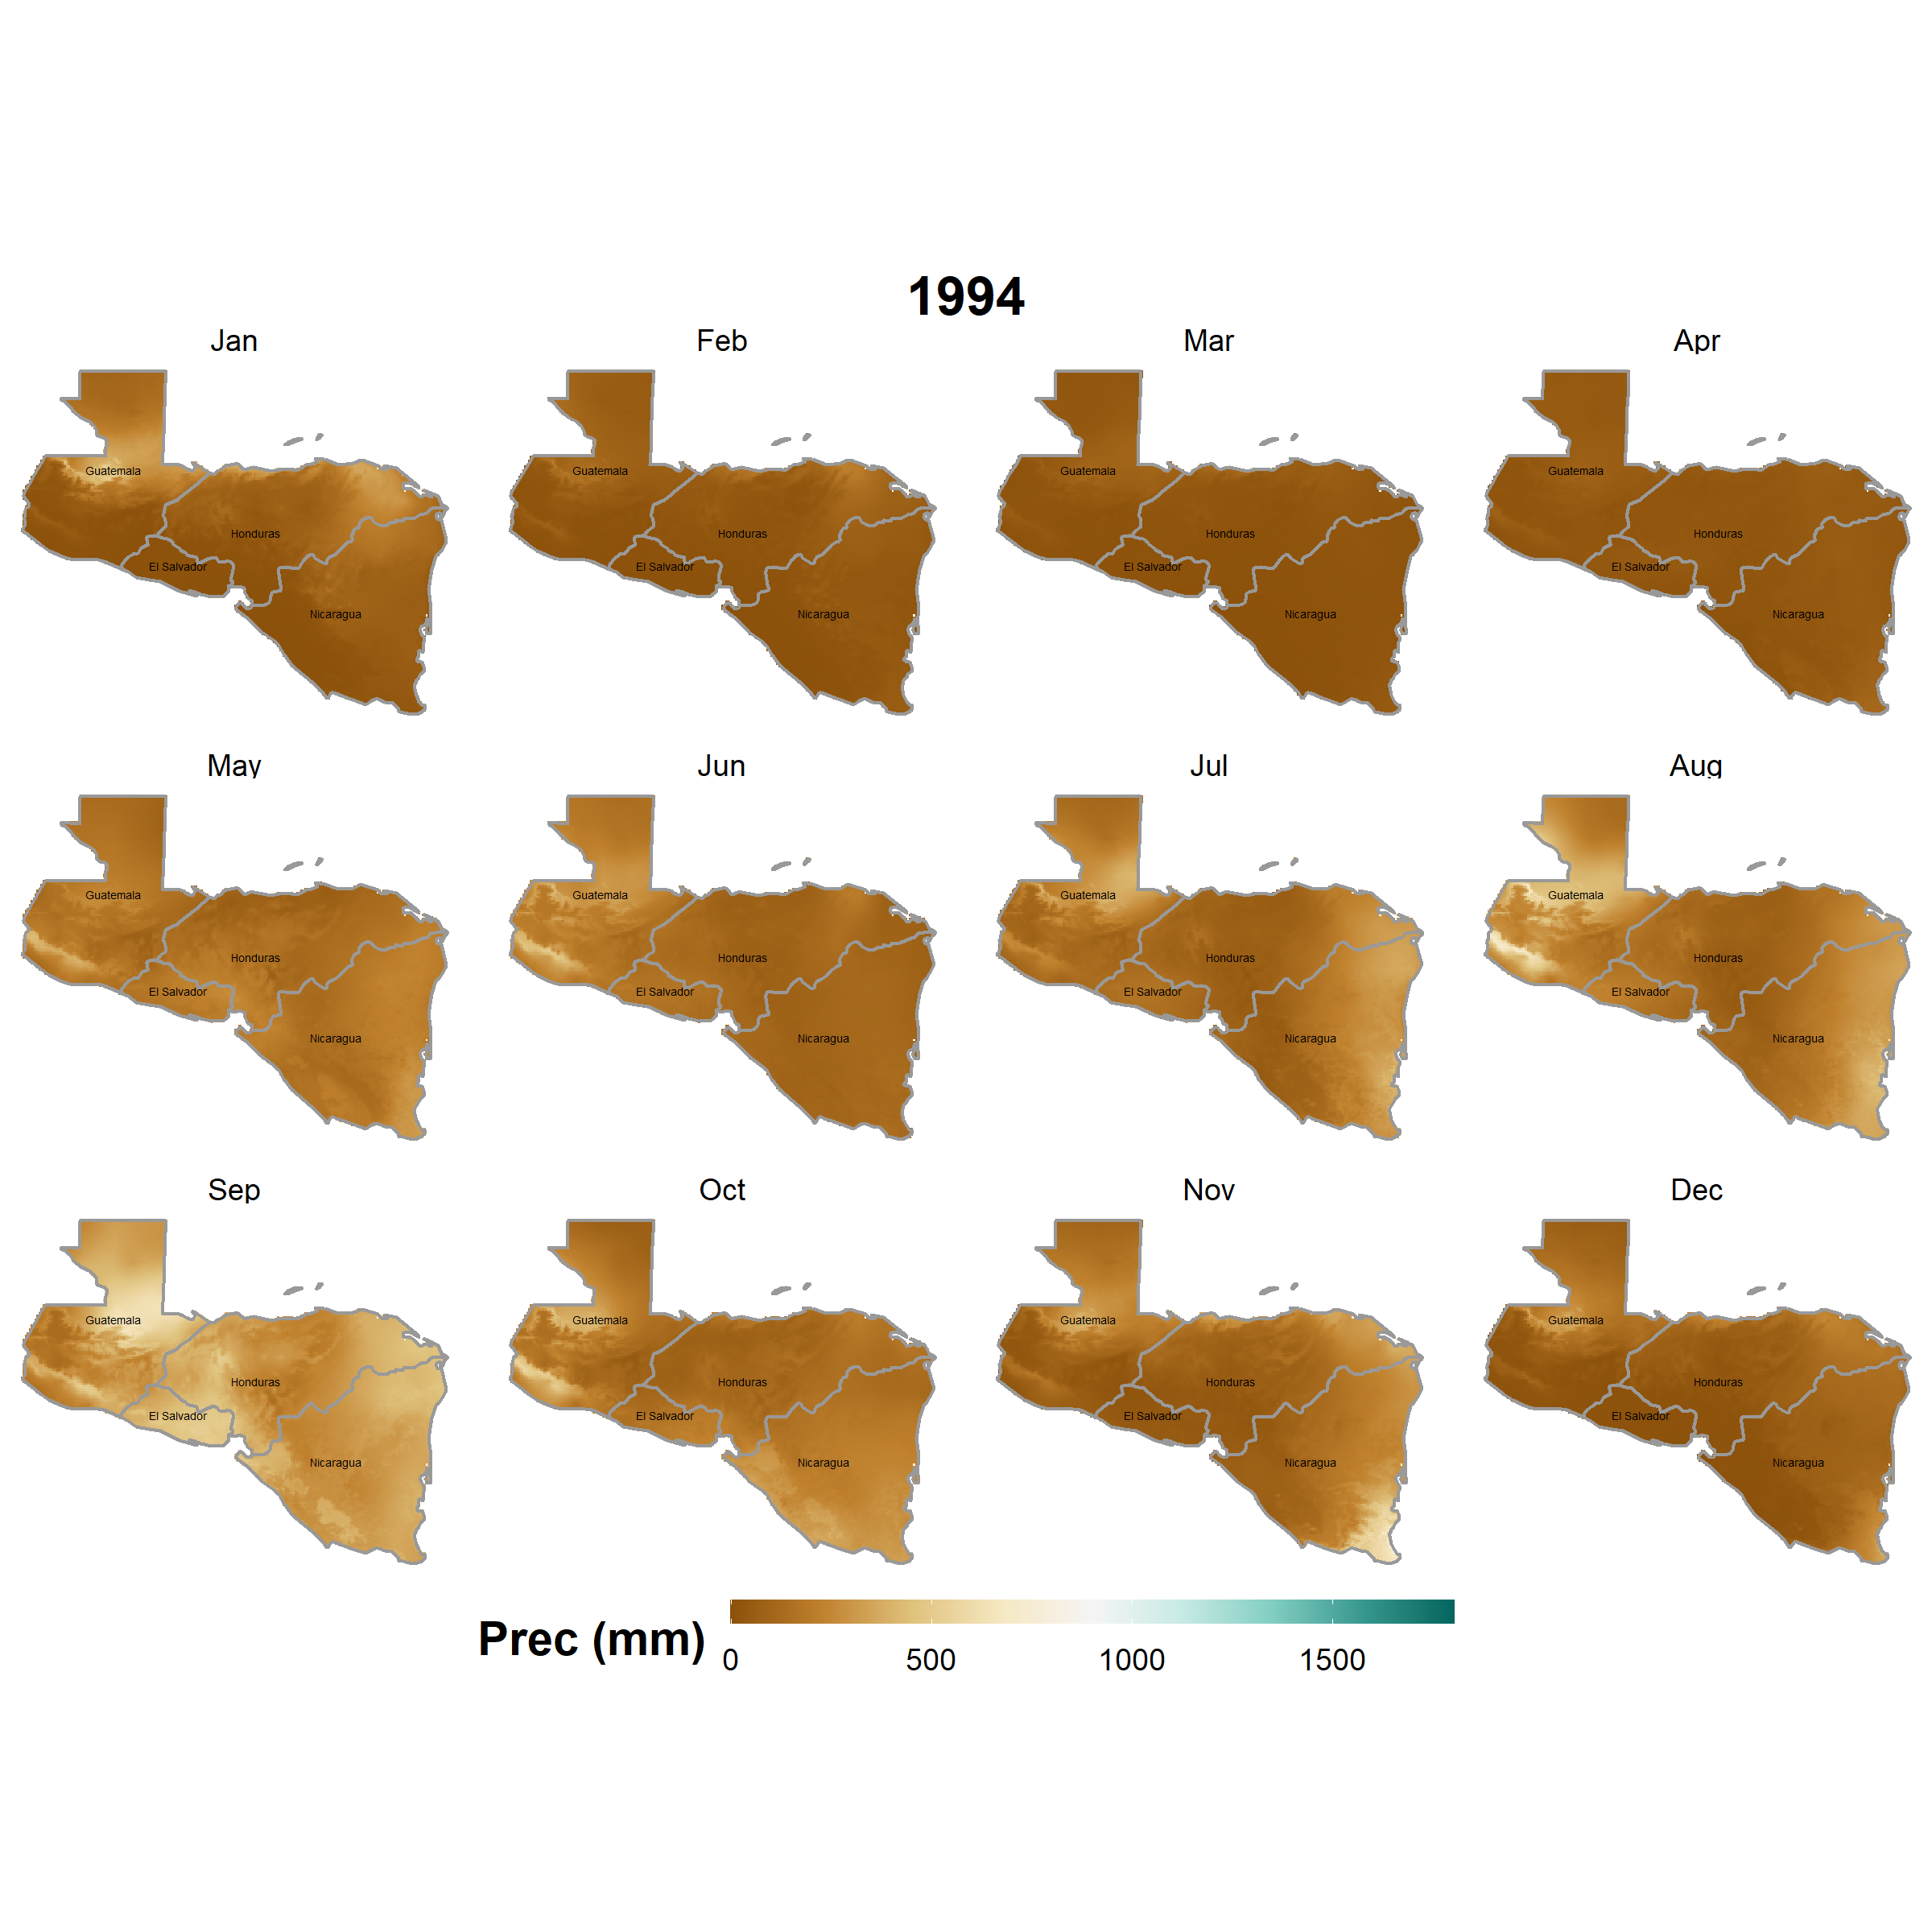 1994
Jan Feb Mar Apr
Guatemala Guatemala Guatemala Guatemala
Honduras Honduras Honduras Honduras
El Salvador El Salvador El Salvador El Salvador
Nicaragua Nicaragua Nicaragua Nicaragua
May Jun Jul Aug
Guatemala Guatemala Guatemala Guatemala
Honduras Honduras Honduras Honduras
El Salvador El Salvador El Salvador El Salvador
Nicaragua Nicaragua Nicaragua Nicaragua
Sep Oct Nov Dec
Guatemala Guatemala Guatemala Guatemala
Honduras Honduras Honduras Honduras
El Salvador El Salvador El Salvador El Salvador
Nicaragua Nicaragua Nicaragua Nicaragua
Prec (mm)
0 500 1000 1500